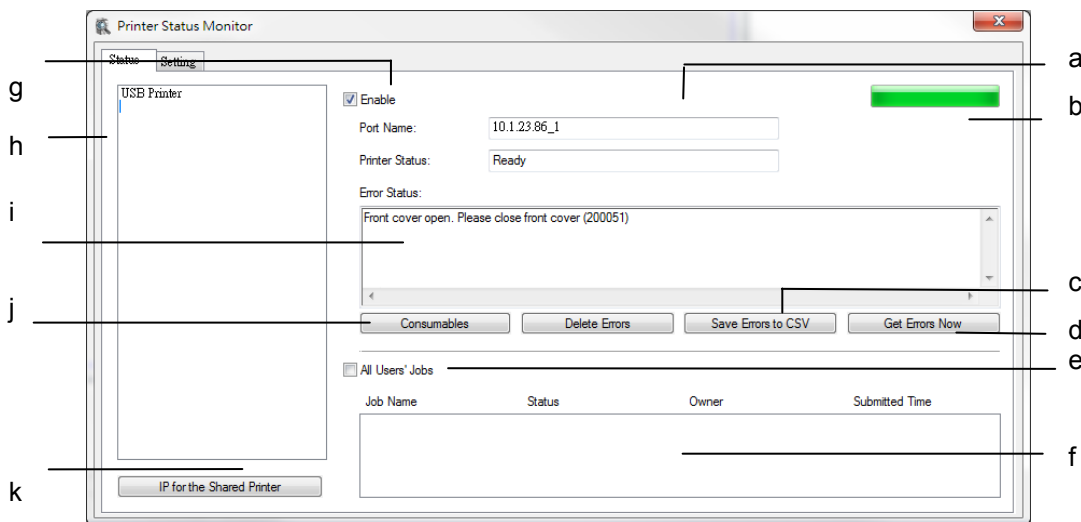 Printer Status Monitor
Status Setting
a
g
USB Printer
Enable
b
Port Name: 10.1.23.86_1
h
Printer Status: Ready
Error Status:
i
Front cover open. Please close front cover (200051)
c
j
Consumables Delete Errors Save Errors to CSV Get Errors Now
d
e
All Users' Jobs
Job Name Status Owner Submitted Time
f
k
IP for the Shared Printer